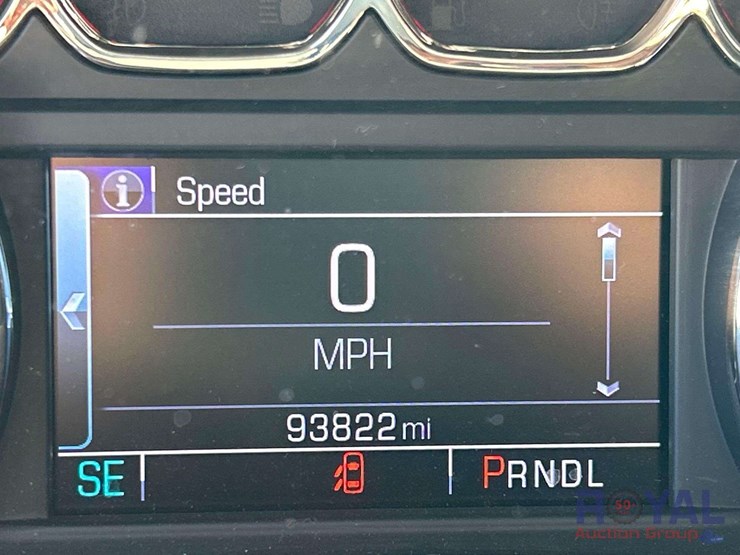 i Speed
0
MPH
93822 mi
SE PRNDL
ROYAL
Auction Group